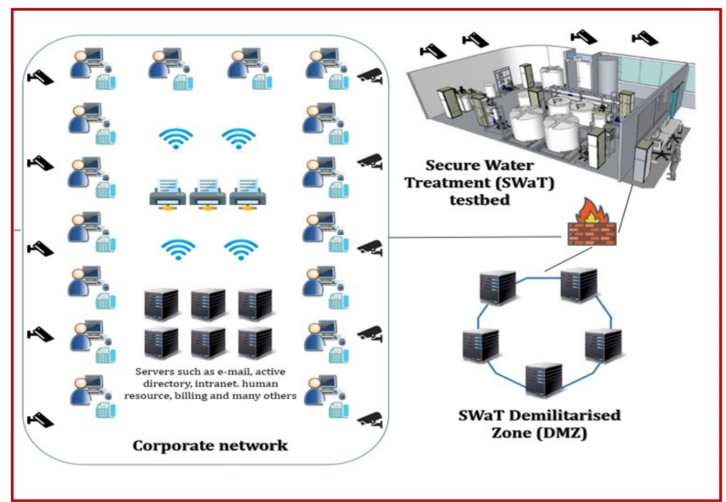 Secure Water
Treatment (SWaT)
testbed
Servers such as e-mail, active
directory, intranet. human
resource, billing and many others
Corporate network
SWaT Demilitarised
Zone (DMZ)